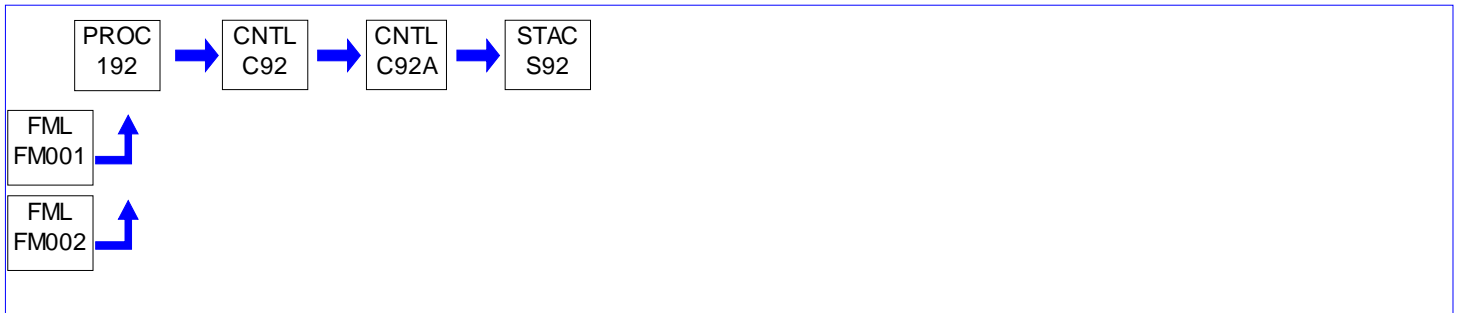 PROC
192
CNTL
C92
CNTL
C92A
STAC
S92
FML
FM001
FML
FM002